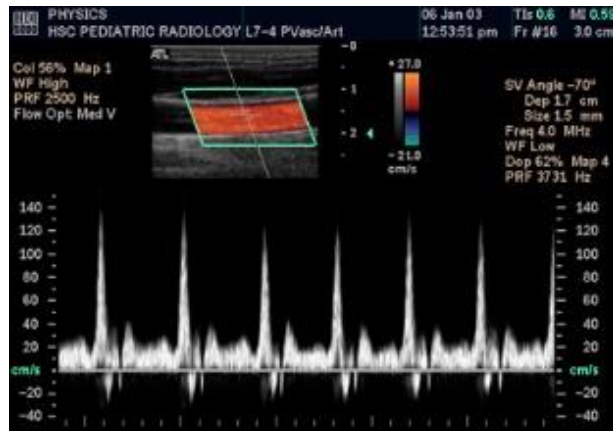 PHYSICS
HSC PEDIATRIC RADIOLOGY L7-4 PVasc/Art
06 Jan 03
12:53:51 pm
TIs 0.6 MI 0.59
Fr #16 3.0 cm
Col 56% Map 1
WF High
PRF 2500 Hz
Flow Opt: Med V
ATL
0
1
2
+ 27.0
- 21.0
cm/s
SV Angle -70°
Dep 1.7 cm
Size 1.5 mm
Freq 4.0 MHz
WF Low
Dop 62% Map 4
PRF 3731 Hz
140
120
100
80
60
40
20
cm/s
-20
-40
140
120
100
80
60
40
20
cm/s
-20
-40